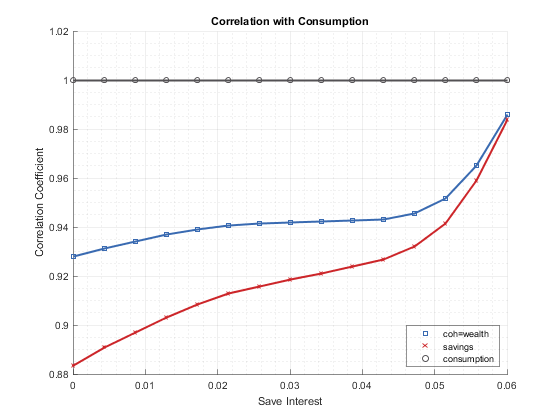 Correlation with Consumption
1.02
1
0.98
0.96
0.94
0.92
0.9
0.88
Correlation Coefficient
0 0.01 0.02 0.03 0.04 0.05 0.06
Save Interest
coh=wealth
savings
consumption